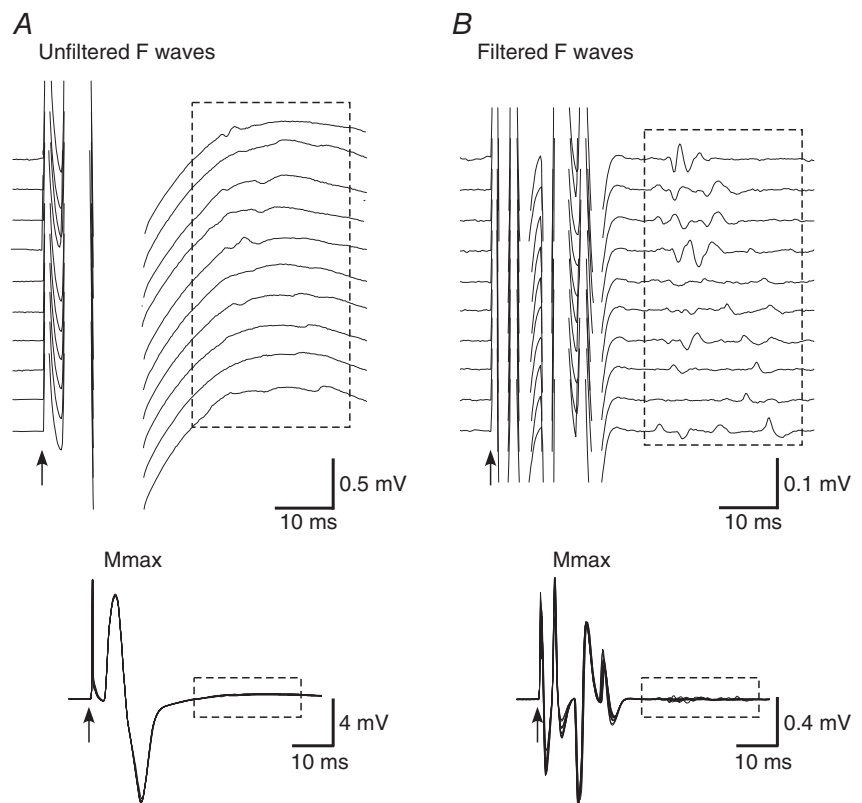 A
Unfiltered F waves
0.5 mV
10 ms
Mmax
4 mV
10 ms
B
Filtered F waves
0.1 mV
10 ms
Mmax
0.4 mV
10 ms